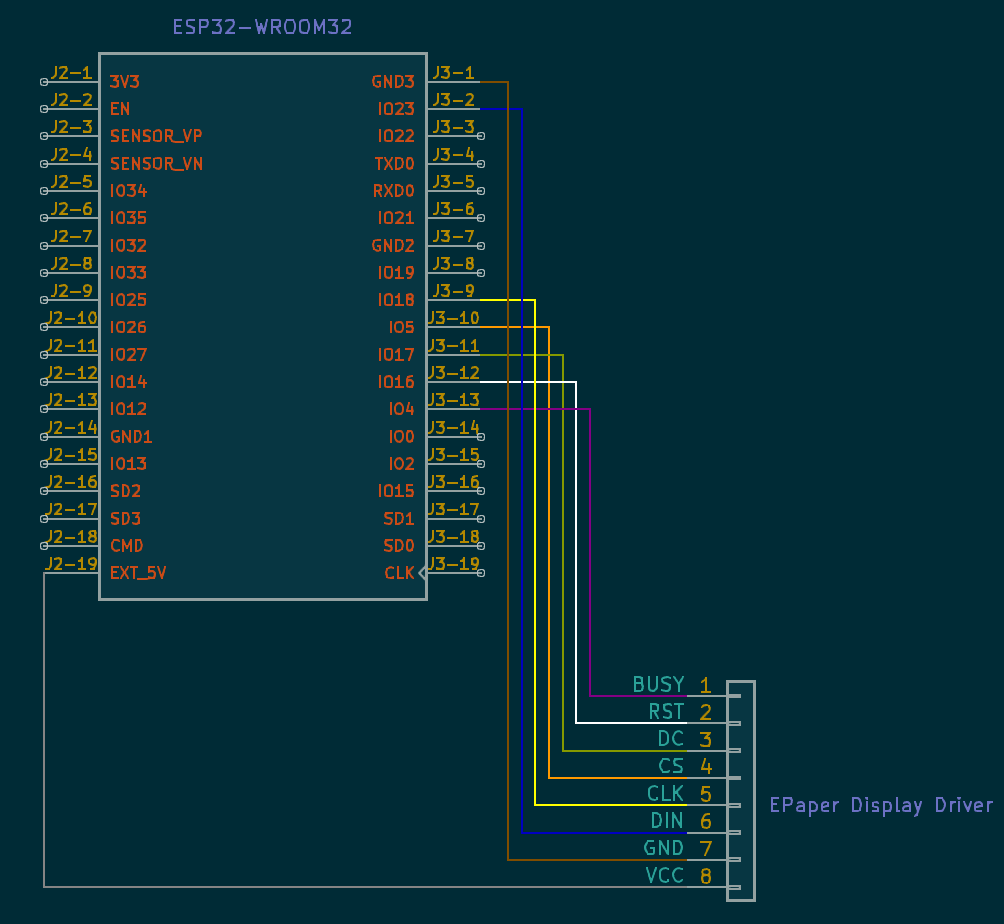 ESP32-WROOM32
J2-1 3V3 GND3 J3-1
J2-2 EN IO23 J3-2
J2-3 SENSOR_VP IO22 J3-3
J2-4 SENSOR_VN TXD0 J3-4
J2-5 IO34 RXD0 J3-5
J2-6 IO35 IO21 J3-6
J2-7 IO32 GND2 J3-7
J2-8 IO33 IO19 J3-8
J2-9 IO25 IO18 J3-9
J2-10 IO26 IO5 J3-10
J2-11 IO27 IO17 J3-11
J2-12 IO14 IO16 J3-12
J2-13 IO12 IO4 J3-13
J2-14 GND1 IO0 J3-14
J2-15 IO13 IO2 J3-15
J2-16 SD2 IO15 J3-16
J2-17 SD3 SD1 J3-17
J2-18 CMD SD0 J3-18
J2-19 EXT_5V CLK J3-19
BUSY 1
RST 2
DC 3
CS 4
CLK 5
EPaper Display Driver
DIN 6
GND 7
VCC 8